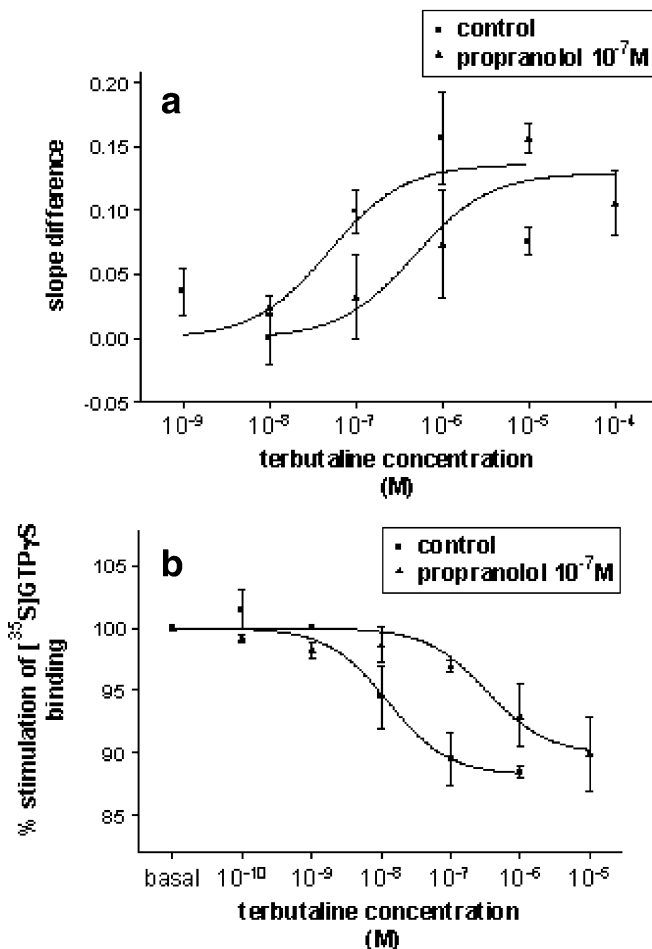 control
propranolol 10⁻⁷M
a
0.20
0.15
0.10
0.05
0.00
-0.05
slope difference
10⁻⁹ 10⁻⁸ 10⁻⁷ 10⁻⁶ 10⁻⁵ 10⁻⁴
terbutaline concentration
(M)
b
control
propranolol 10⁻⁷M
105
100
95
90
85
% stimulation of [³⁵S]GTPγS
binding
basal 10⁻¹⁰ 10⁻⁹ 10⁻⁸ 10⁻⁷ 10⁻⁶ 10⁻⁵
terbutaline concentration
(M)